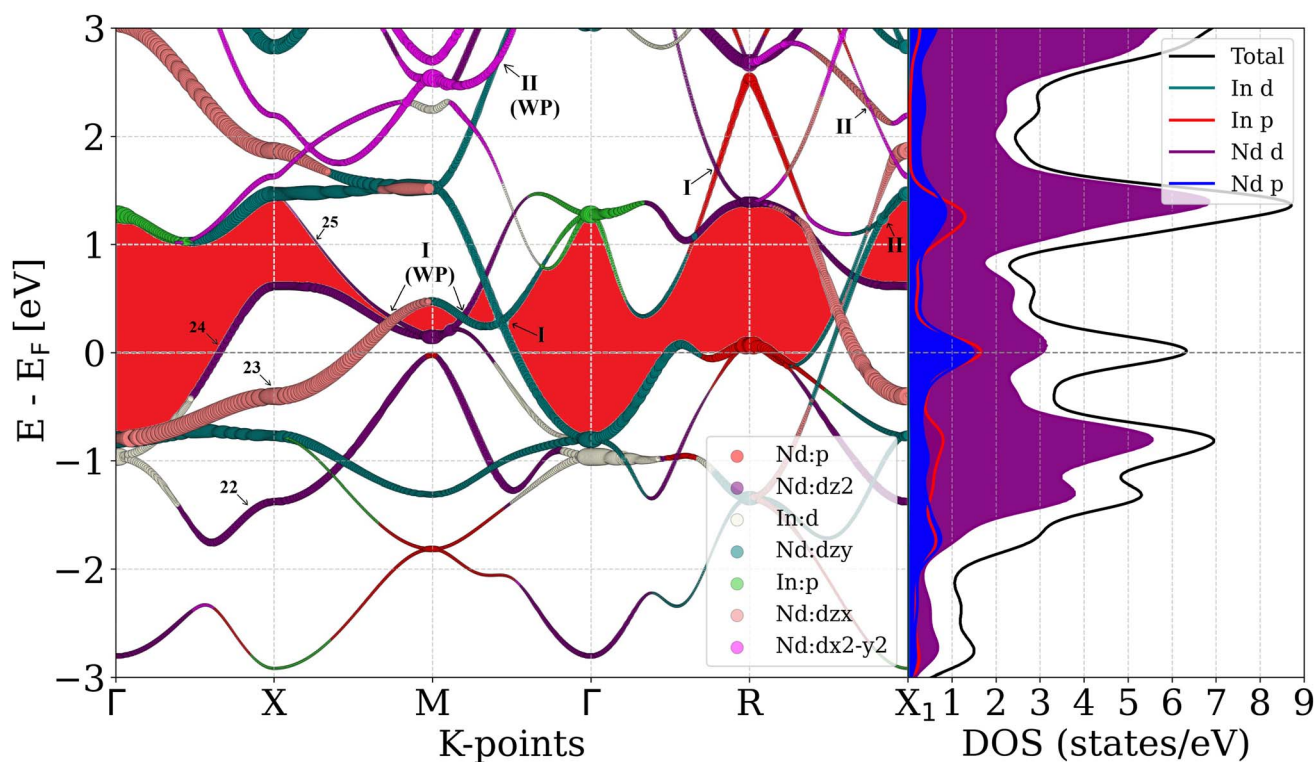 3
2
1
0
−1
−2
−3
E - E_F [eV]
II
(WP)
II
I
25
I
(WP)
II
24
I
23
22
Nd:p
Nd:dz2
In:d
Nd:dzy
In:p
Nd:dzx
Nd:dx2-y2
Total
In d
In p
Nd d
Nd p
Γ X M Γ R X
1 2 3 4 5 6 7 8 9
K-points
DOS (states/eV)